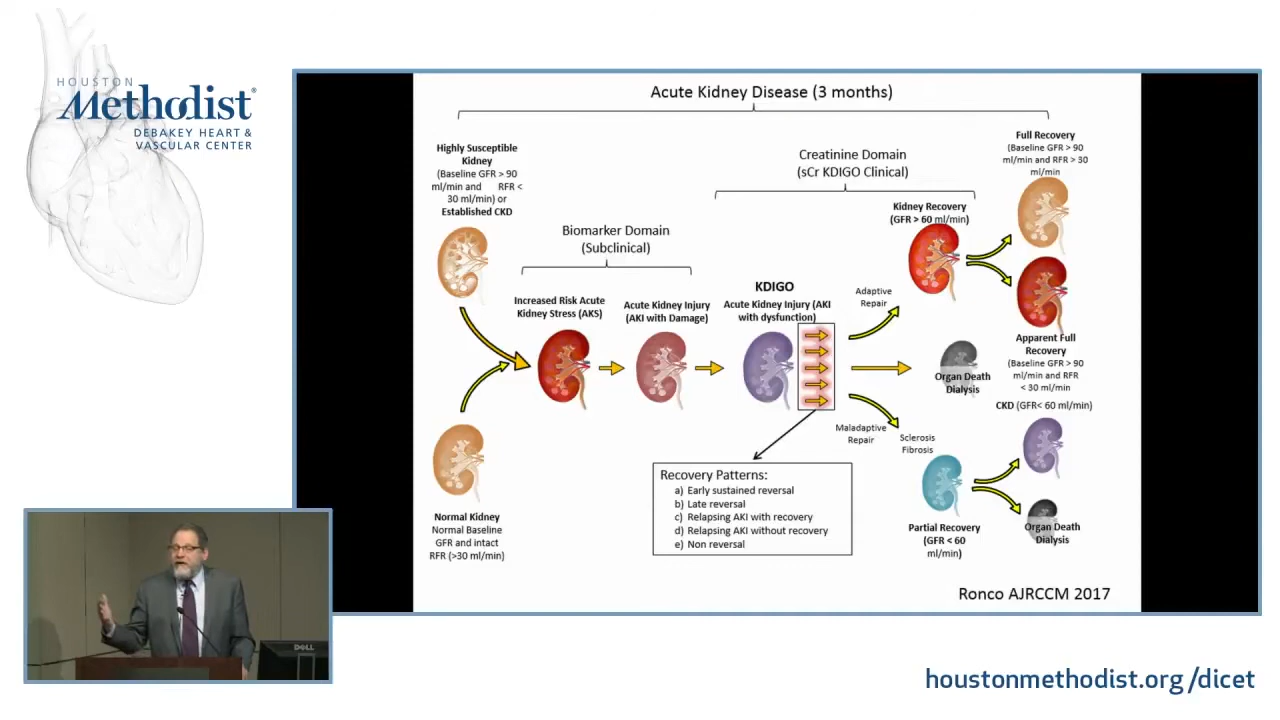 HOUSTON
Methodist®
DEBAKEY HEART &
VASCULAR CENTER
Acute Kidney Disease (3 months)
Highly Susceptible
Kidney
(Baseline GFR > 90
ml/min and RFR <
30 ml/min) or
Established CKD
Biomarker Domain
(Subclinical)
Creatinine Domain
(sCr KDIGO Clinical)
Full Recovery
(Baseline GFR > 90
ml/min and RFR > 30
ml/min
Kidney Recovery
(GFR > 60 ml/min)
Increased Risk Acute
Kidney Stress (AKS)
Acute Kidney Injury
(AKI with Damage)
KDIGO
Acute Kidney Injury (AKI
with dysfunction)
Adaptive
Repair
Apparent Full
Recovery
(Baseline GFR > 90
ml/min and RFR
< 30 ml/min
Organ Death
Dialysis
CKD (GFR< 60 ml/min)
Maladaptive
Repair
Sclerosis
Fibrosis
Recovery Patterns:
a) Early sustained reversal
b) Late reversal
c) Relapsing AKI with recovery
d) Relapsing AKI without recovery
e) Non reversal
Normal Kidney
Normal Baseline
GFR and intact
RFR (>30 ml/min)
Partial Recovery
(GFR < 60
ml/min)
Organ Death
Dialysis
Ronco AJRCCM 2017
DELL
houstonmethodist.org/dicet